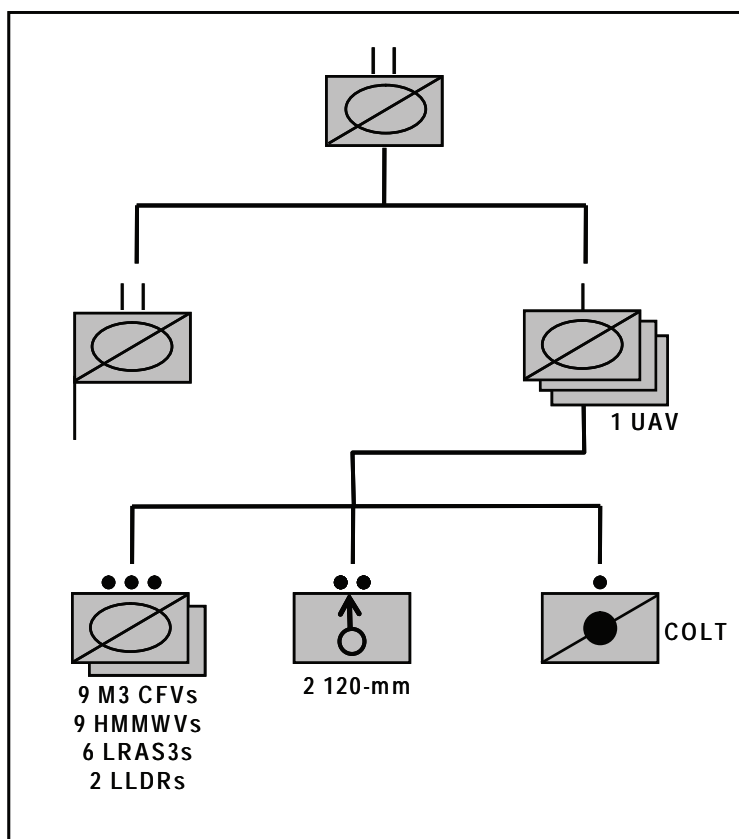 1 UAV
COLT
2 120-mm
9 M3 CFVs
9 HMMWVs
6 LRAS3s
2 LLDRs